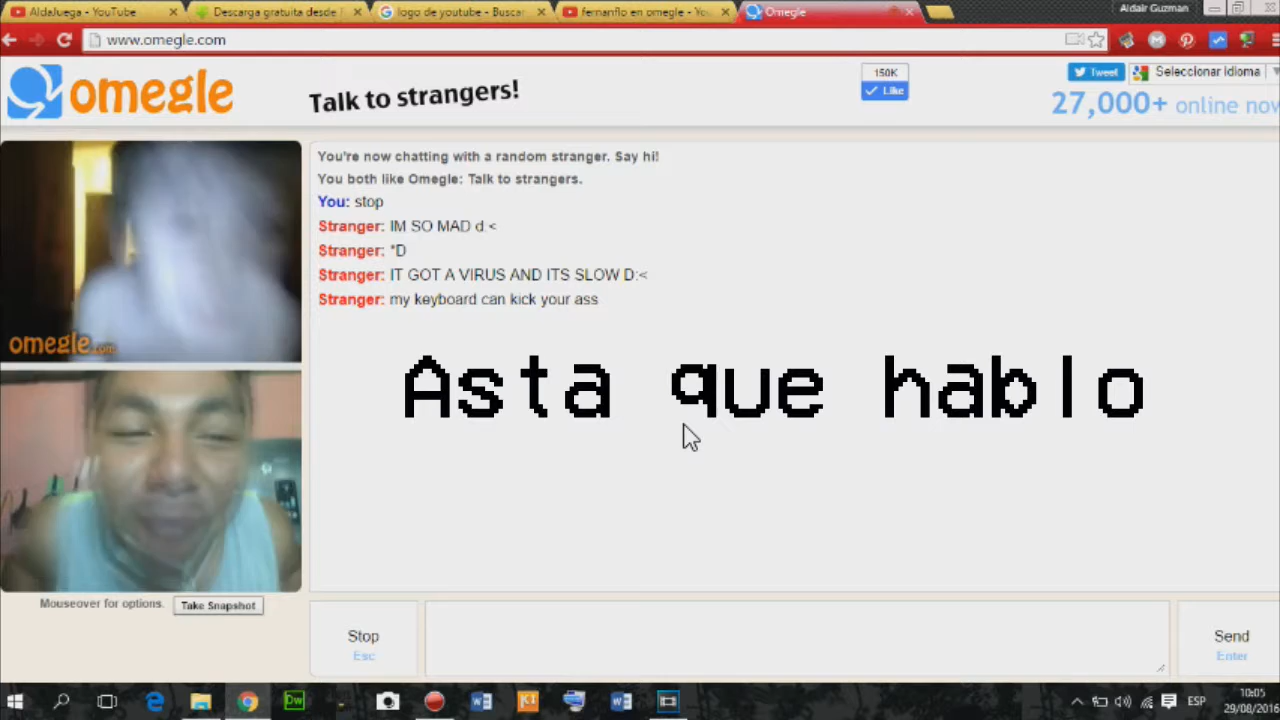 AldaJuega - YouTube
Descarga gratuita desde
logo de youtube - Buscar
fernanflo en omegle - You
Omegle
Aldair Guzman
www.omegle.com
omegle
Talk to strangers!
150K
Like
Tweet
Seleccionar idioma
27,000+ online now
You're now chatting with a random stranger. Say hi!
You both like Omegle: Talk to strangers.
You: stop
Stranger: IM SO MAD d:<
Stranger: *D
Stranger: IT GOT A VIRUS AND ITS SLOW D:<
Stranger: my keyboard can kick your ass
omegle.com
Asta que hablo
Mouseover for options.
Take Snapshot
Stop
Esc
Send
Enter
Dw
KT
ESP
10:05
29/08/2016